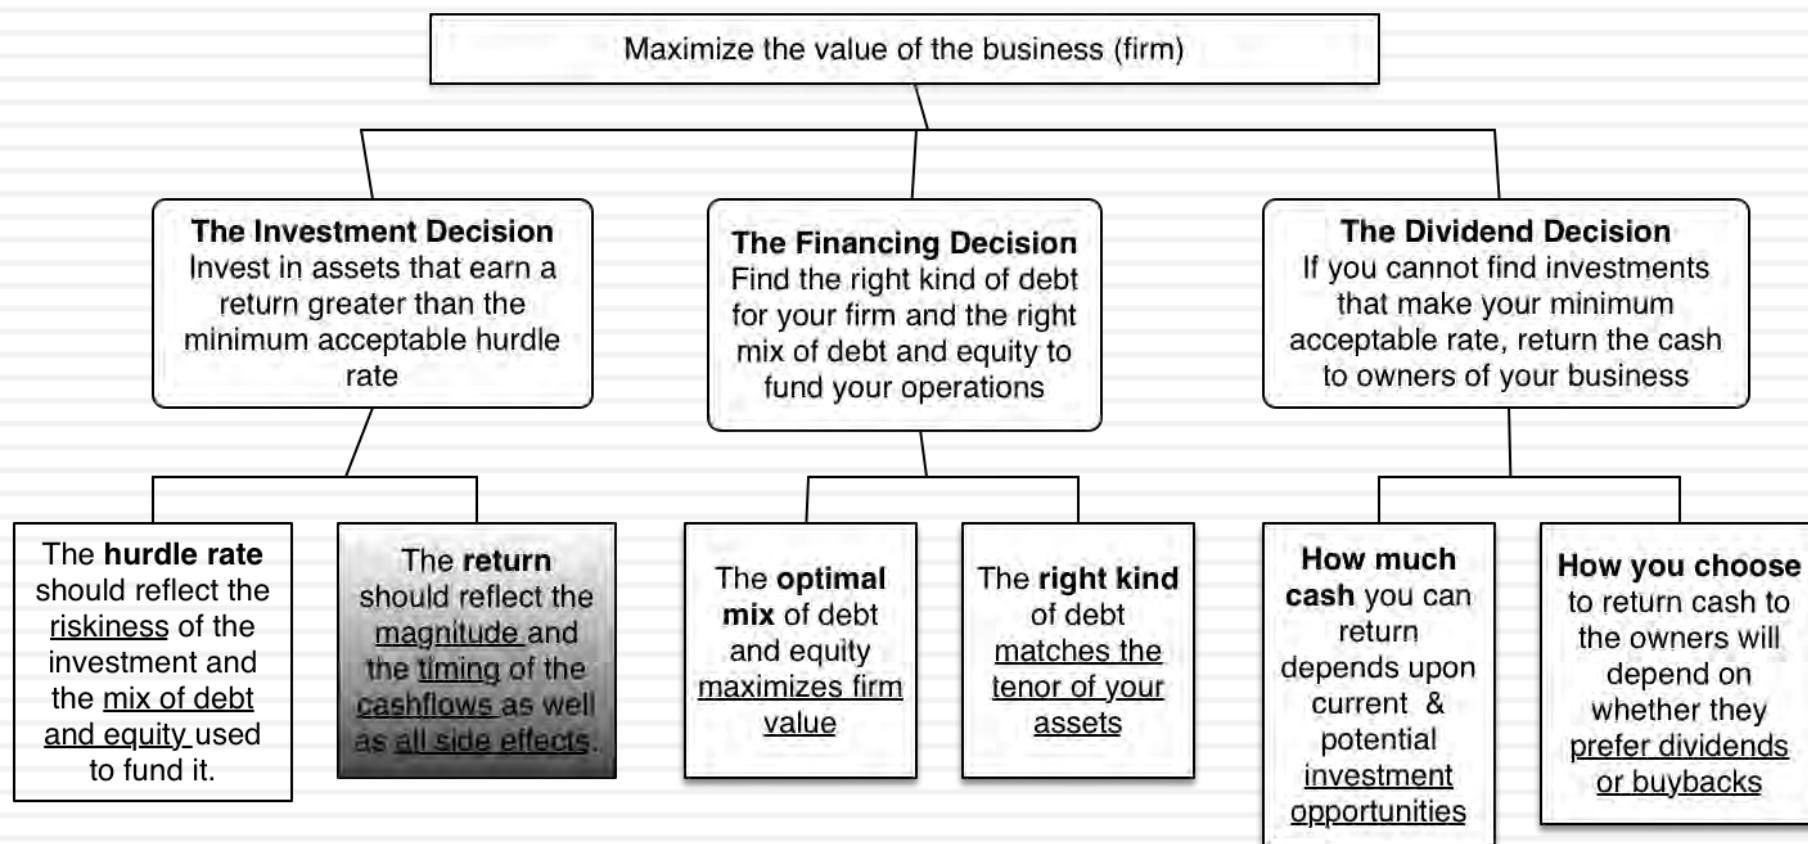 Maximize the value of the business (firm)
The Investment Decision
Invest in assets that earn a
return greater than the
minimum acceptable hurdle
rate
The Financing Decision
Find the right kind of debt
for your firm and the right
mix of debt and equity to
fund your operations
The Dividend Decision
If you cannot find investments
that make your minimum
acceptable rate, return the cash
to owners of your business
The hurdle rate
should reflect the
riskiness of the
investment and
the mix of debt
and equity used
to fund it.
The return
should reflect the
magnitude and
the timing of the
cashflows as well
as all side effects.
The optimal
mix of debt
and equity
maximizes firm
value
The right kind
of debt
matches the
tenor of your
assets
How much
cash you can
return
depends upon
current &
potential
investment
opportunities
How you choose
to return cash to
the owners will
depend on
whether they
prefer dividends
or buybacks